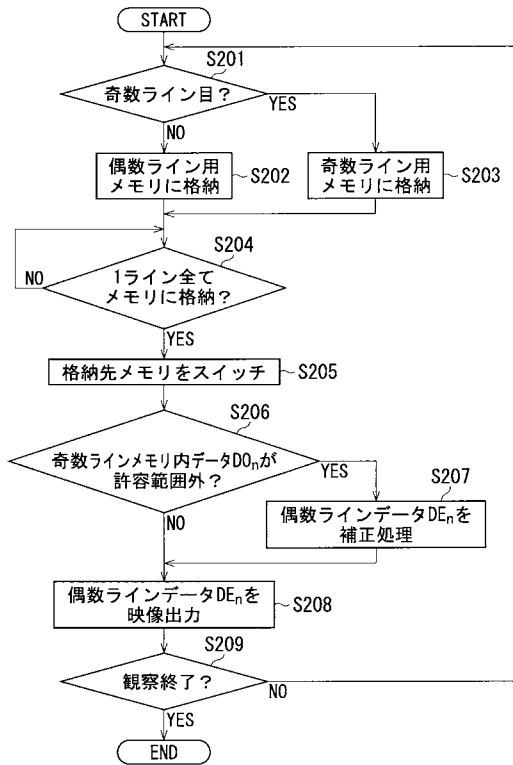 START
S201
奇数ライン目?
YES
NO
偶数ライン用
メモリに格納
S202
奇数ライン用
メモリに格納
S203
S204
1ライン全て
メモリに格納?
NO
YES
格納先メモリをスイッチ
S205
S206
奇数ラインメモリ内データDOnが
許容範囲外?
YES
NO
S207
偶数ラインデータDEnを
補正処理
偶数ラインデータDEnを
映像出力
S208
S209
観察終了?
NO
YES
END